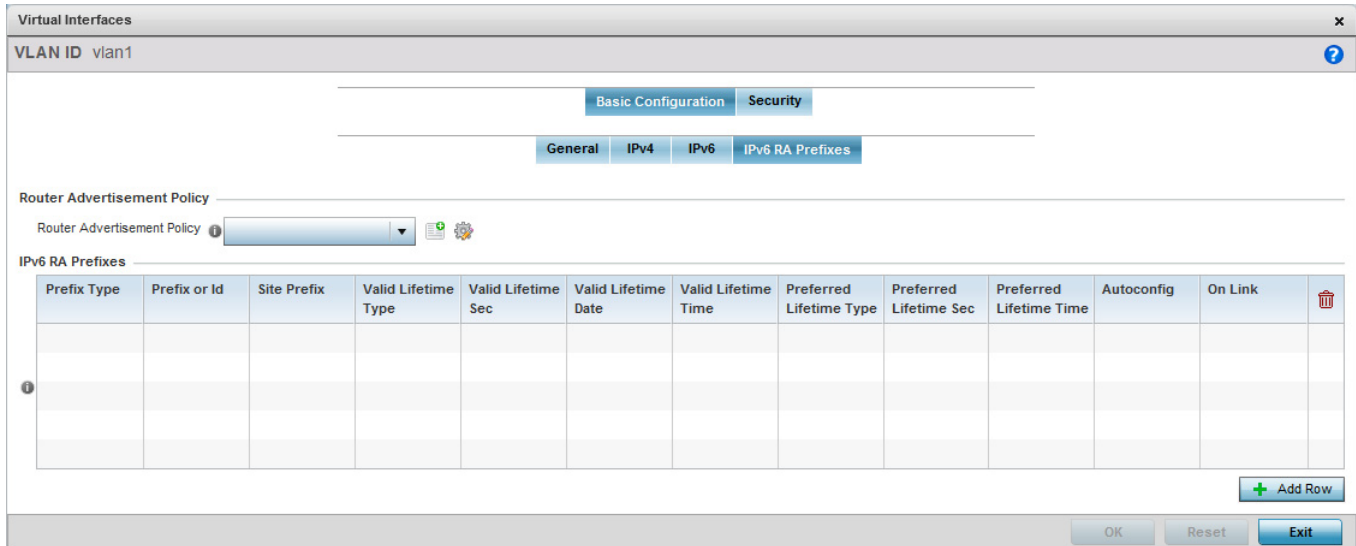 Virtual Interfaces x
VLAN ID vlan1 ?
Basic Configuration Security
General IPv4 IPv6 IPv6 RA Prefixes
Router Advertisement Policy
Router Advertisement Policy
IPv6 RA Prefixes
Prefix Type Prefix or Id Site Prefix Valid Lifetime Valid Lifetime Valid Lifetime Valid Lifetime Preferred Preferred Preferred Autoconfig On Link
Type Sec Date Time Lifetime Type Lifetime Sec Lifetime Time
Add Row
OK Reset Exit